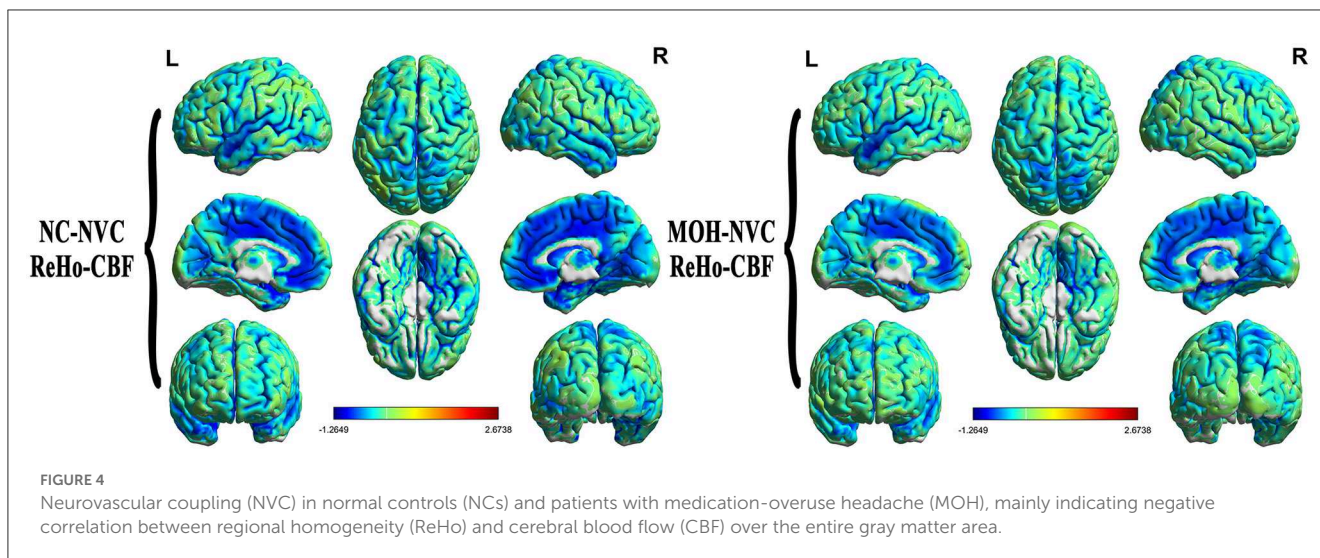 L
R
L
R
NC-NVC
ReHo-CBF
MOH-NVC
ReHo-CBF
-1.2649
2.6738
-1.2649
2.6738
FIGURE 4
Neurovascular coupling (NVC) in normal controls (NCs) and patients with medication-overuse headache (MOH), mainly indicating negative
correlation between regional homogeneity (ReHo) and cerebral blood flow (CBF) over the entire gray matter area.